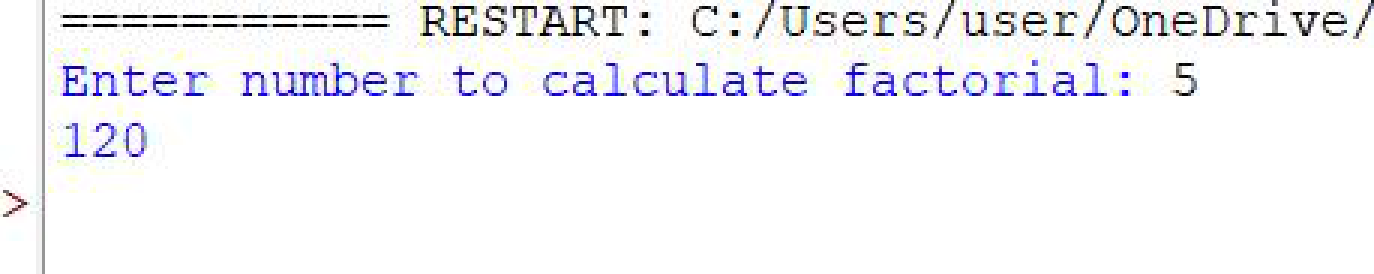 =========== RESTART: C:/Users/user/OneDrive/
Enter number to calculate factorial: 5
120
>